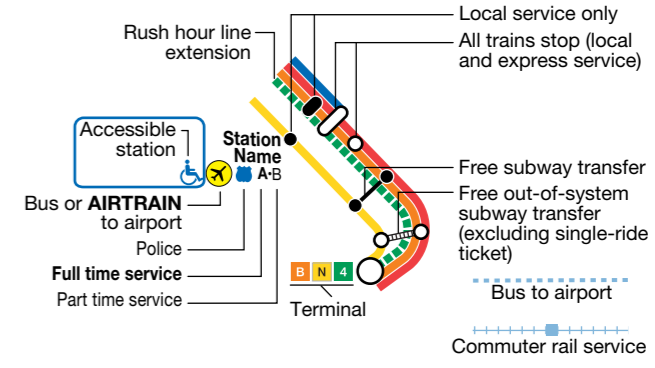 Local service only
Rush hour line
extension
All trains stop (local
and express service)
Accessible
station
Station
Name
A•B
Free subway transfer
Bus or AIRTRAIN
to airport
Free out-of-system
subway transfer
(excluding single-ride
ticket)
Police
Full time service
Part time service
B N 4
Terminal
Bus to airport
Commuter rail service